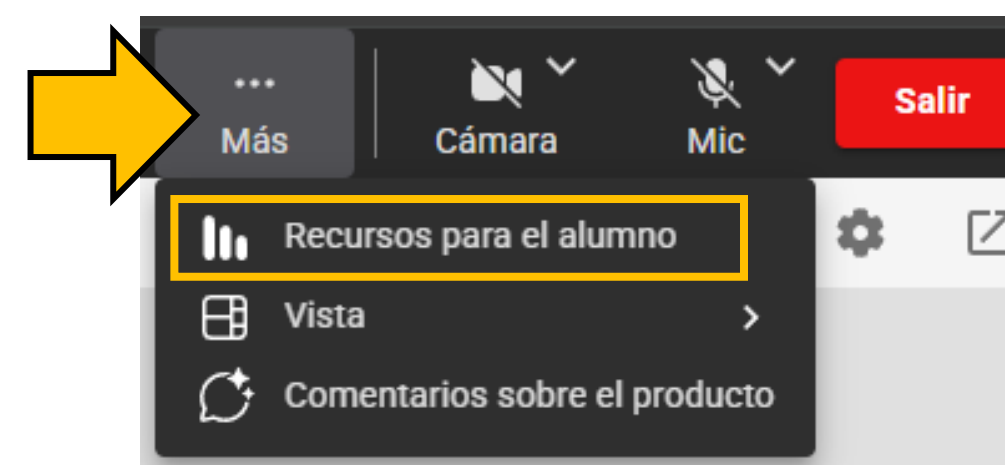 Más
Cámara
Mic
Salir
Recursos para el alumno
Vista
Comentarios sobre el producto